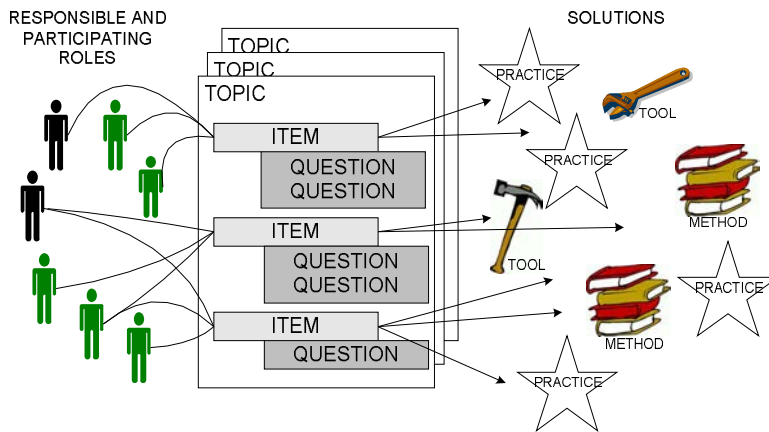 RESPONSIBLE AND
PARTICIPATING
ROLES
TOPIC
TOPIC
TOPIC
ITEM
QUESTION
QUESTION
ITEM
QUESTION
QUESTION
ITEM
QUESTION
SOLUTIONS
PRACTICE
TOOL
PRACTICE
METHOD
TOOL
PRACTICE
METHOD
PRACTICE